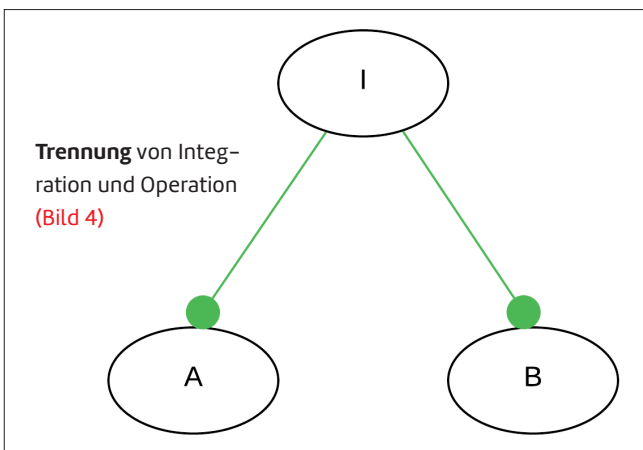 I
Trennung von Integ-
ration und Operation
(Bild 4)
A
B